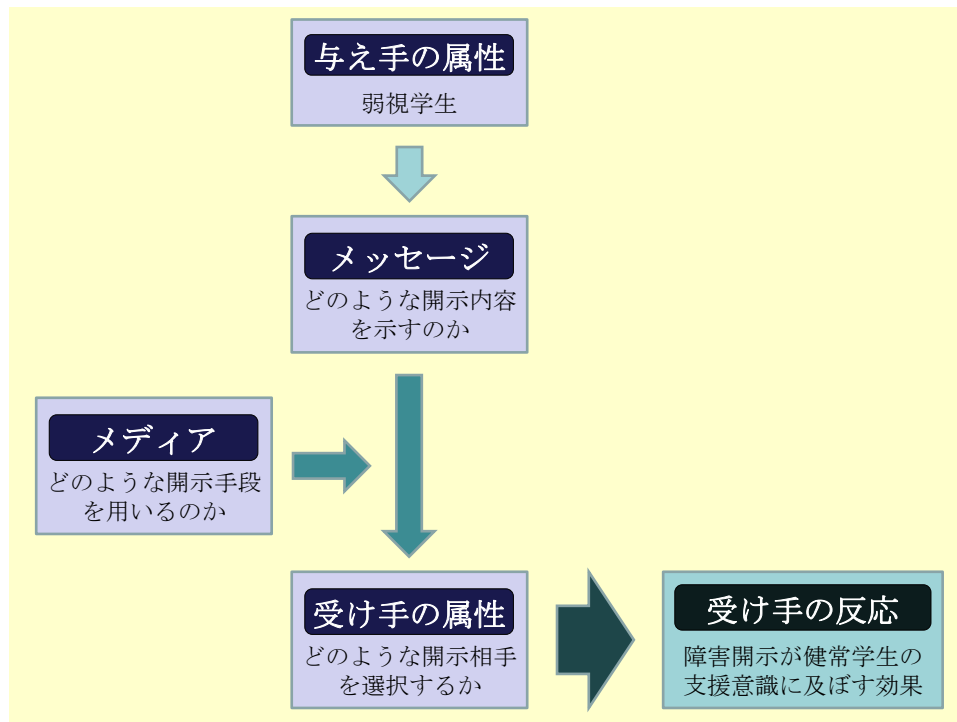 与え手の属性
弱視学生
メッセージ
どのような開示内容
を示すのか
メディア
どのような開示手段
を用いるのか
受け手の属性
どのような開示相手
を選択するか
受け手の反応
障害開示が健常学生の
支援意識に及ぼす効果